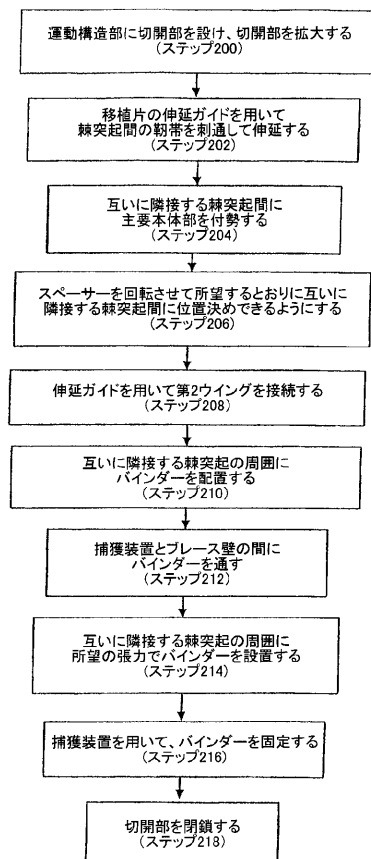 運動構造部に切開部を設け、切開部を拡大する
(ステップ200)
移植片の伸延ガイドを用いて
棘突起間の靭帯を刺通して伸延する
(ステップ202)
互いに隣接する棘突起間に
主要本体部を付勢する
(ステップ204)
スペーサーを回転させて所望するとおりに互いに
隣接する棘突起間に位置決めできるようにする
(ステップ206)
伸延ガイドを用いて第2ウイングを接続する
(ステップ208)
互いに隣接する棘突起の周囲に
バインダーを配置する
(ステップ210)
捕獲装置とブレース壁の間に
バインダーを通す
(ステップ212)
互いに隣接する棘突起の周囲に
所望の張力でバインダーを設置する
(ステップ214)
捕獲装置を用いて、バインダーを固定する
(ステップ216)
切開部を閉鎖する
(ステップ218)